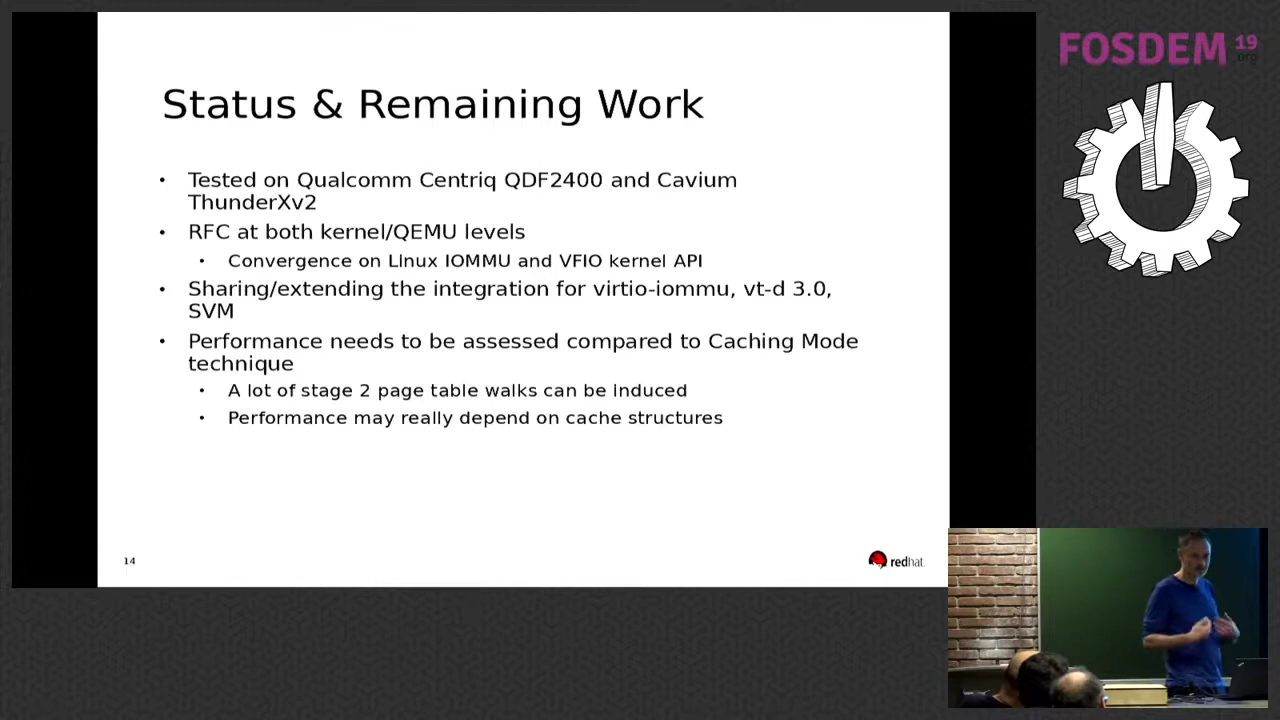 Status & Remaining Work
• Tested on Qualcomm Centriq QDF2400 and Cavium
ThunderXv2
• RFC at both kernel/QEMU levels
• Convergence on Linux IOMMU and VFIO kernel API
• Sharing/extending the integration for virtio-iommu, vt-d 3.0,
SVM
• Performance needs to be assessed compared to Caching Mode
technique
• A lot of stage 2 page table walks can be induced
• Performance may really depend on cache structures
14
redhat.
FOSDEM 19
.org